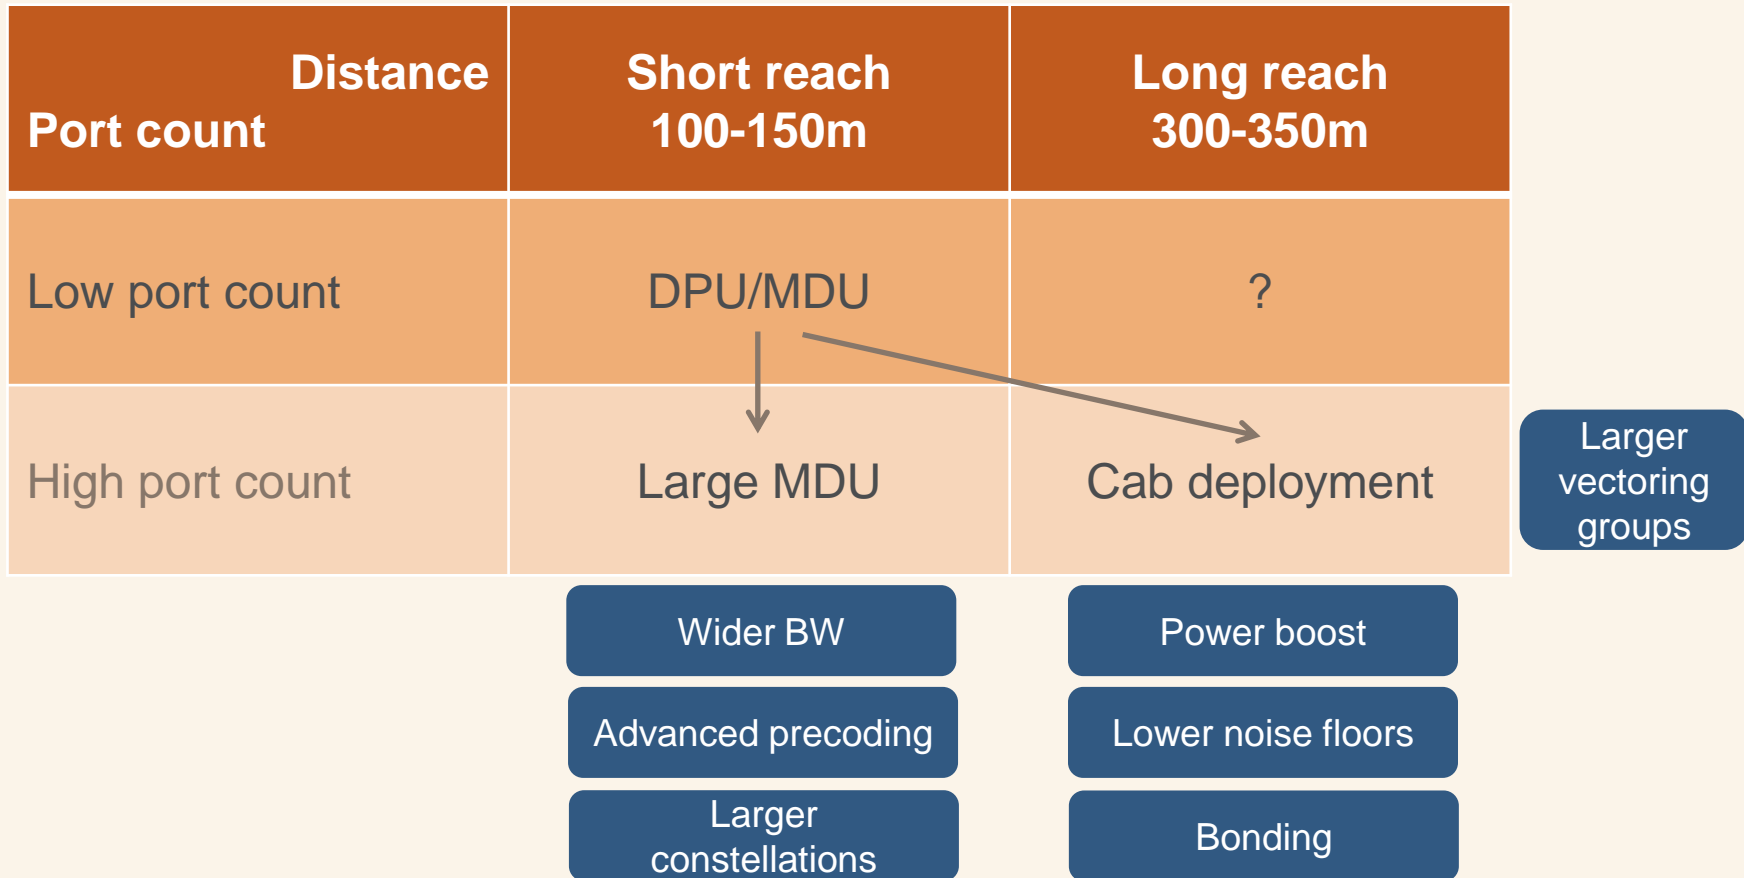 Distance
Port count
Short reach
100-150m
Long reach
300-350m
Low port count
DPU/MDU
?
High port count
Large MDU
Cab deployment
Larger
vectoring
groups
Wider BW
Power boost
Advanced precoding
Lower noise floors
Larger
constellations
Bonding